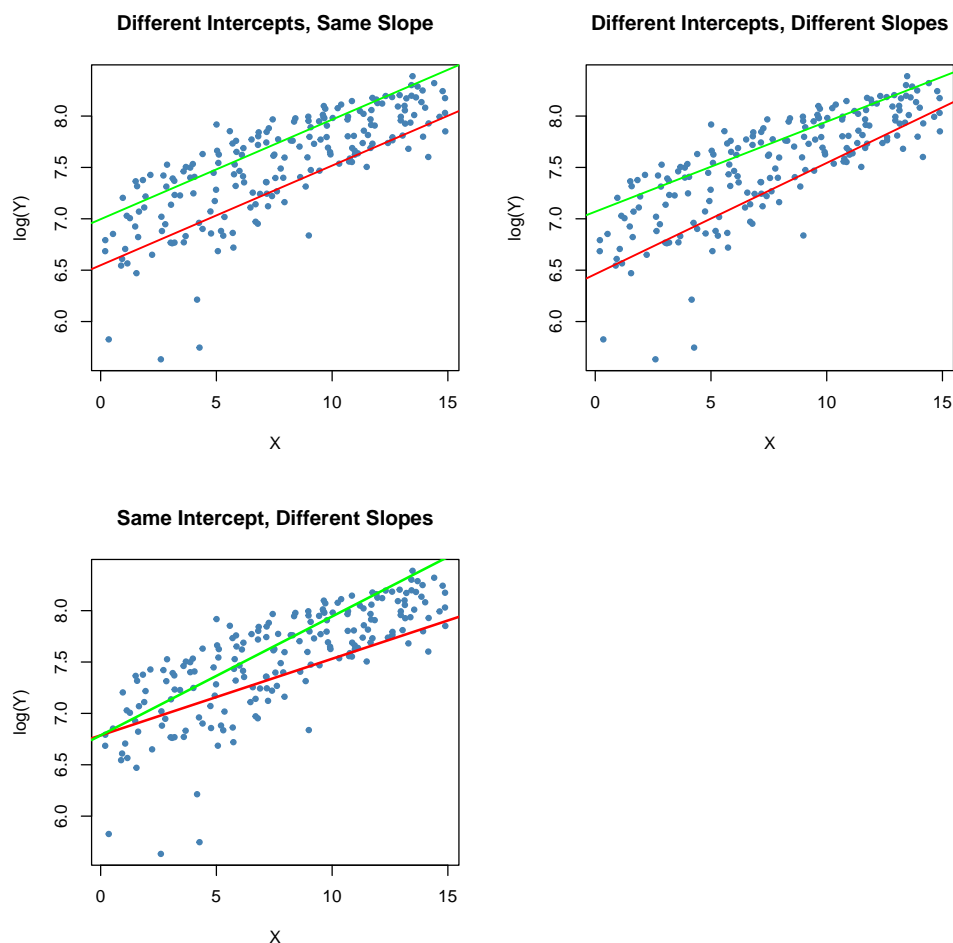 Different Intercepts, Same Slope
8.0
7.5
7.0
6.5
6.0
log(Y)
0 5 10 15
X
Different Intercepts, Different Slopes
8.0
7.5
7.0
6.5
6.0
log(Y)
0 5 10 15
X
Same Intercept, Different Slopes
8.0
7.5
7.0
6.5
6.0
log(Y)
0 5 10 15
X